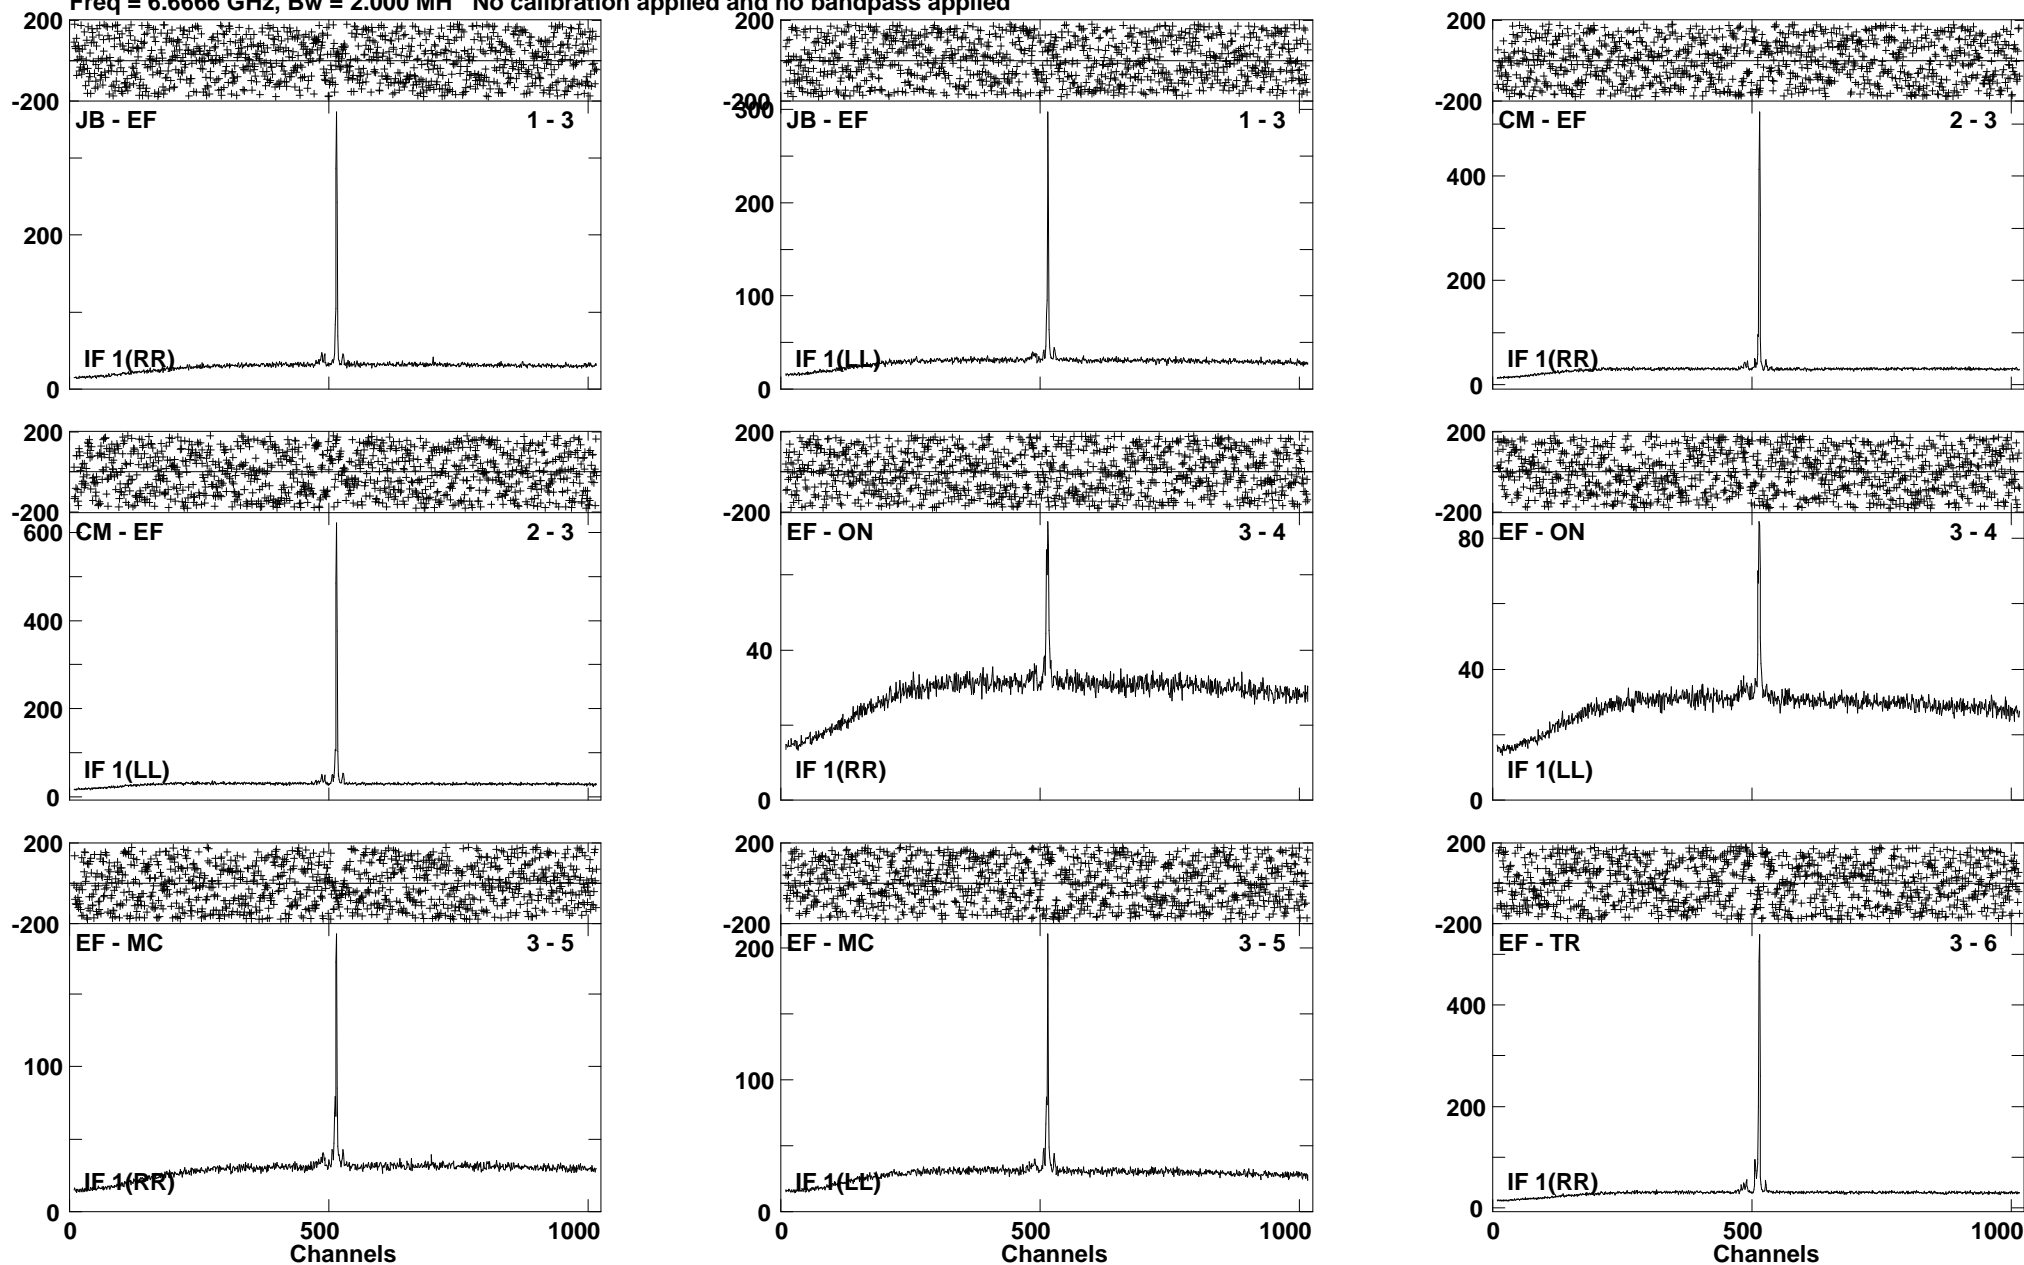 Freq = 6.6666 GHz, Bw = 2.000 MH No calibration applied and no bandpass applied
200
-200
JB - EF 1 - 3
200
IF 1(RR)
0
200
-200
300
JB - EF 1 - 3
200
100
IF 1(LL)
0
200
-200
CM - EF 2 - 3
400
200
IF 1(RR)
0
200
-200
600
CM - EF 2 - 3
400
200
IF 1(LL)
0
200
-200
EF - ON 3 - 4
40
IF 1(RR)
0
200
-200
80
EF - ON 3 - 4
40
IF 1(LL)
0
200
-200
EF - MC 3 - 5
100
IF 1(RR)
0
0 500 1000
Channels
200
-200
200
EF - MC 3 - 5
100
IF 1(LL)
0
0 500 1000
Channels
200
-200
EF - TR 3 - 6
400
200
IF 1(RR)
0
0 500 1000
Channels